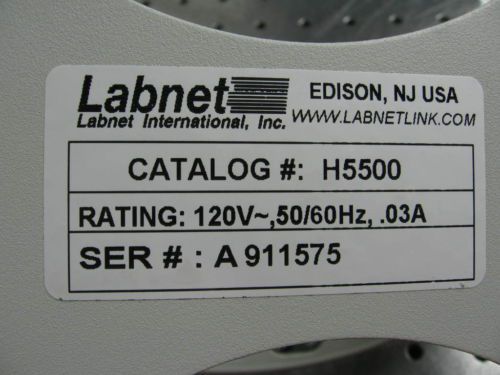 Labnet
Labnet International, Inc.
EDISON, NJ USA
WWW.LABNETLINK.COM
CATALOG #: H5500
RATING: 120V~,50/60Hz, .03A
SER # : A 911575